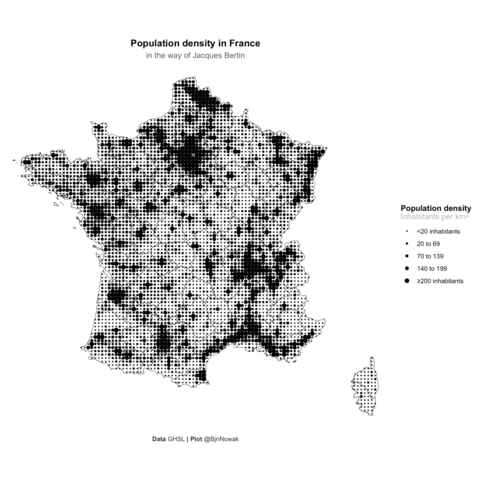 Population density in France
in the way of Jacques Bertin
Population density
Inhabitants per km²
<20 inhabitants
20 to 69
70 to 139
140 to 199
≥200 inhabitants
Data GHSL | Plot @BjnNowak